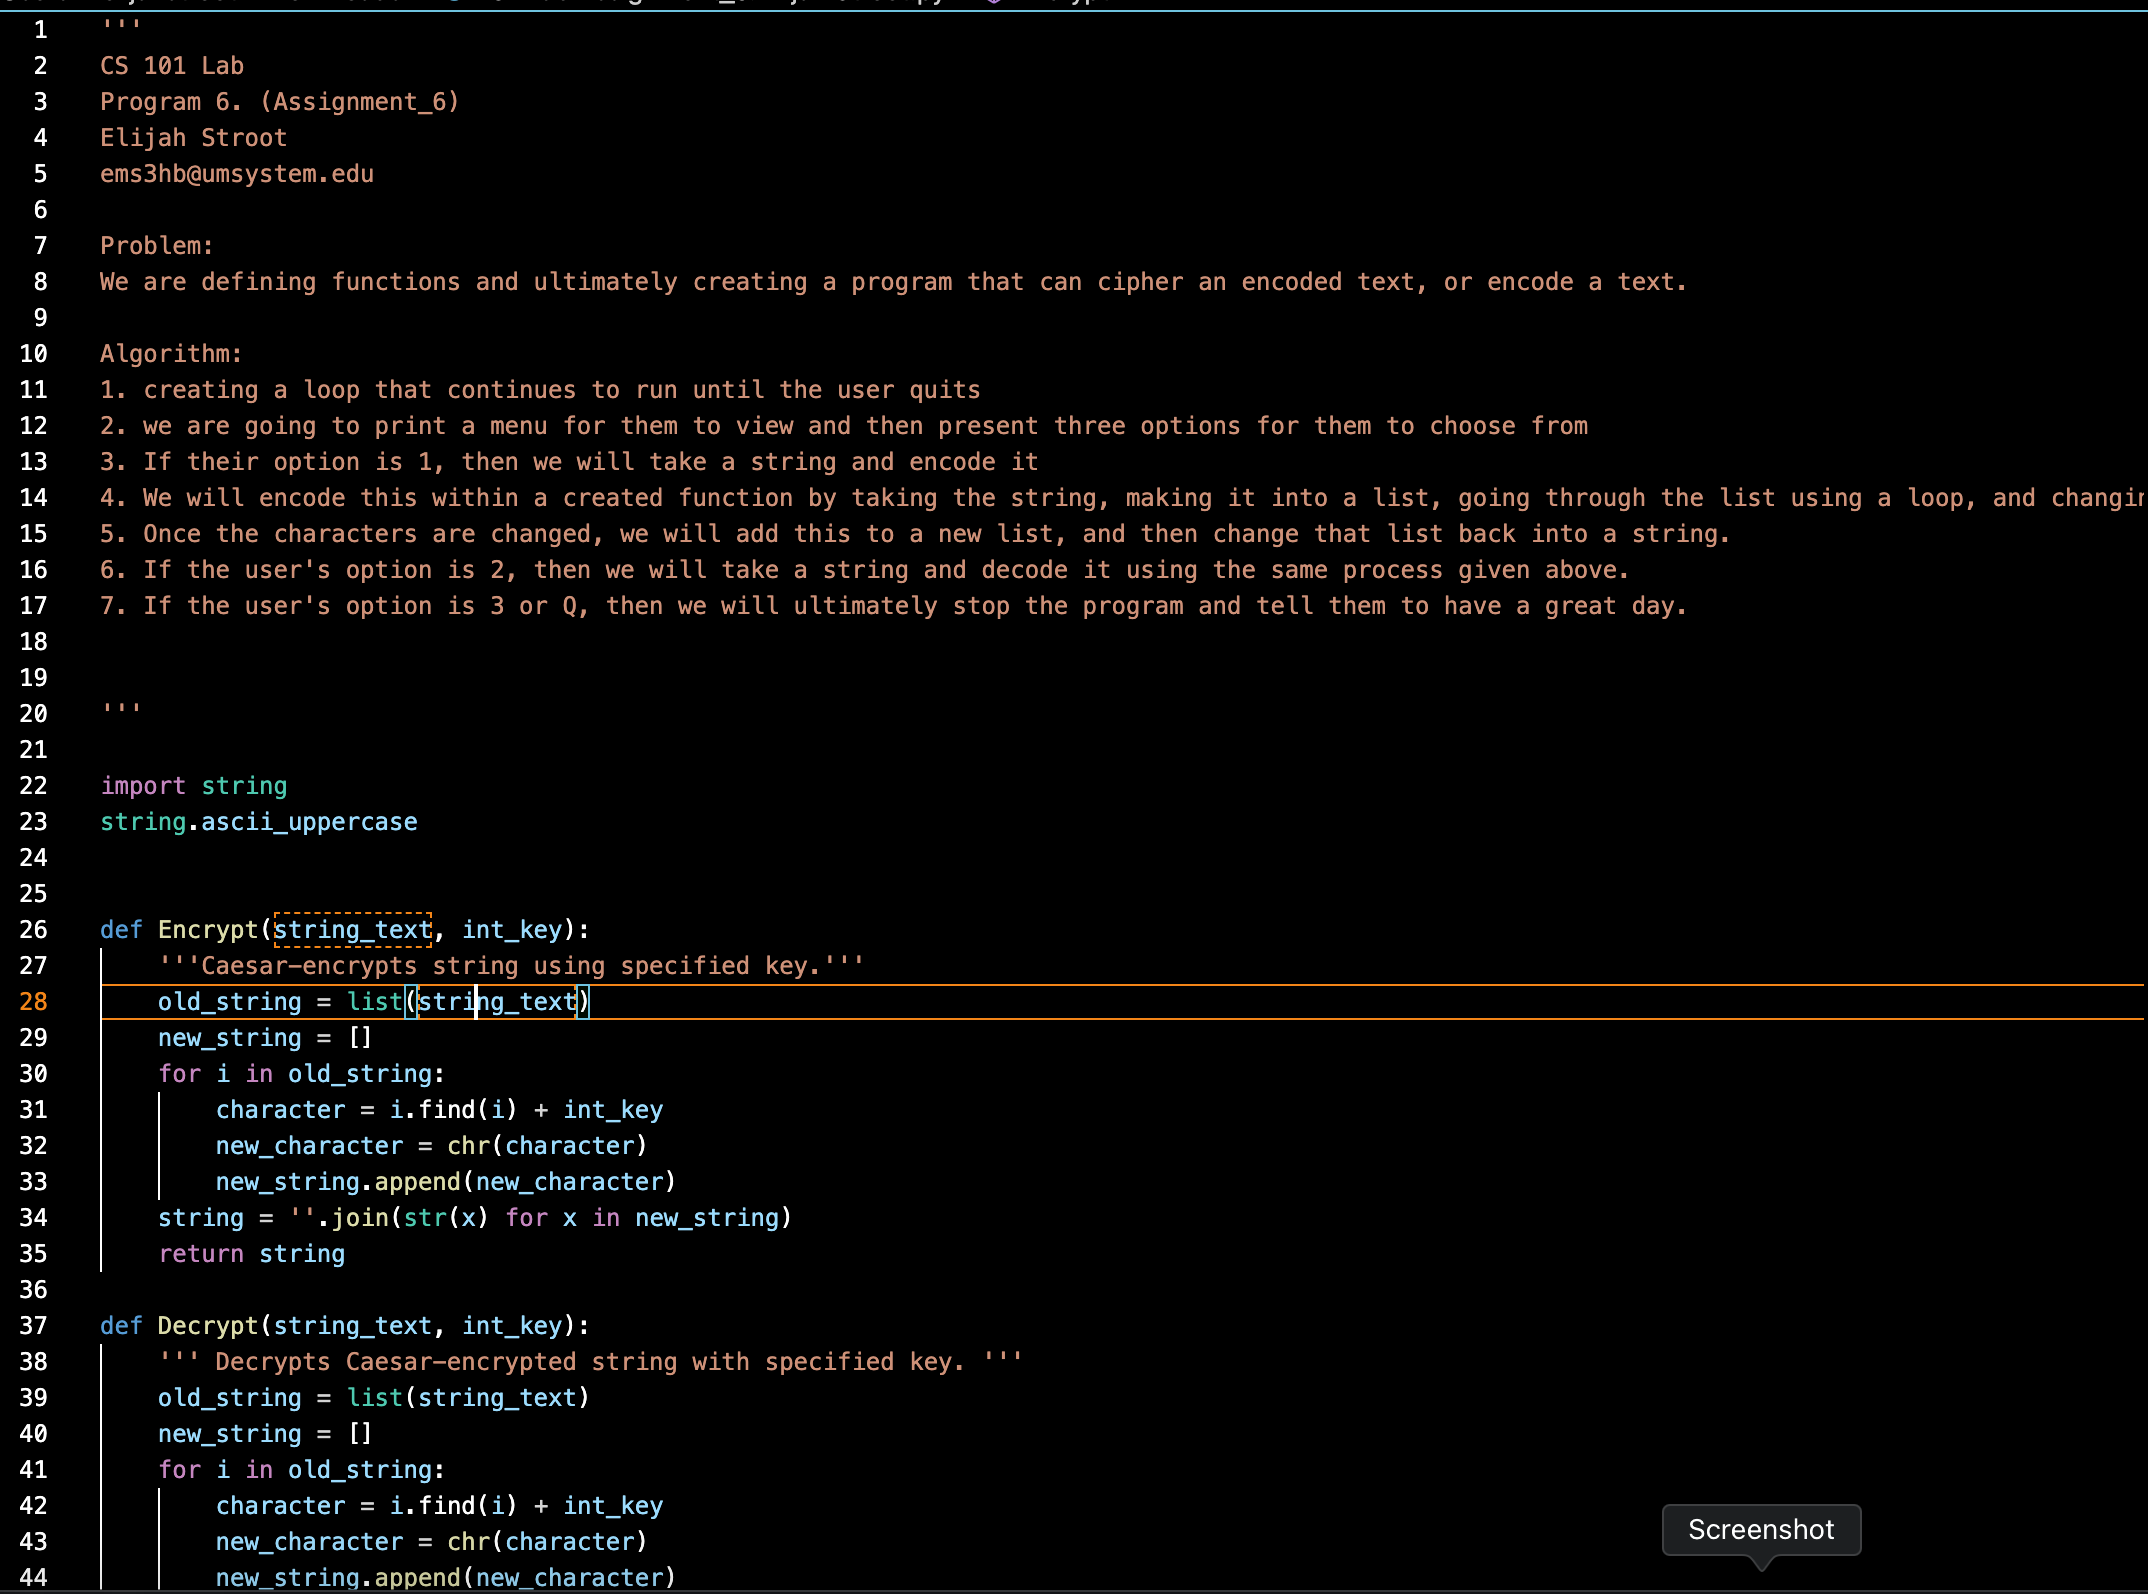 1 '''
2 CS 101 Lab
3 Program 6. (Assignment_6)
4 Elijah Stroot
5 ems3hb@umsystem.edu
6
7 Problem:
8 We are defining functions and ultimately creating a program that can cipher an encoded text, or encode a text.
9
10 Algorithm:
11 1. creating a loop that continues to run until the user quits
12 2. we are going to print a menu for them to view and then present three options for them to choose from
13 3. If their option is 1, then we will take a string and encode it
14 4. We will encode this within a created function by taking the string, making it into a list, going through the list using a loop, and
15 5. Once the characters are changed, we will add this to a new list, and then change that list back into a string.
16 6. If the user's option is 2, then we will take a string and decode it using the same process given above.
17 7. If the user's option is 3 or Q, then we will ultimately stop the program and tell them to have a great day.
18
19
20 '''
21
22 import string
23 string.ascii_uppercase
24
25
26 def Encrypt(string_text, int_key):
27     '''Caesar-encrypts string using specified key.'''
28     old_string = list(string_text)
29     new_string = []
30     for i in old_string:
31         character = i.find(i) + int_key
32         new_character = chr(character)
33         new_string.append(new_character)
34     string = ''.join(str(x) for x in new_string)
35     return string
36
37 def Decrypt(string_text, int_key):
38     ''' Decrypts Caesar-encrypted string with specified key. '''
39     old_string = list(string_text)
40     new_string = []
41     for i in old_string:
42         character = i.find(i) + int_key
43         new_character = chr(character)
44         new_string.append(new_character)
Screenshot